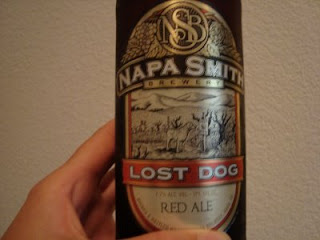 NSB
NAPA SMITH
BREWERY
LOST DOG
RED ALE